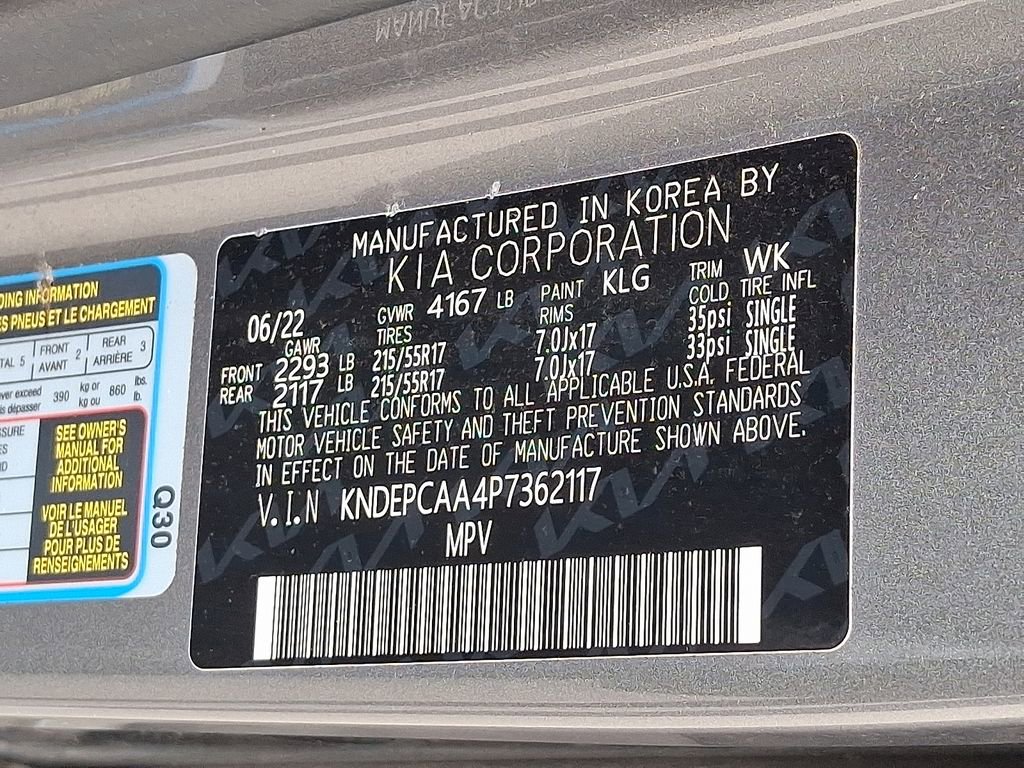 MANUFACTURED IN KOREA BY
KIA CORPORATION
06/22 GVWR 4167 LB PAINT KLG TRIM WK
GAWR TIRES RIMS COLD TIRE INFL
FRONT 2293 LB 215/55R17 7.0Jx17 35psi SINGLE
REAR 2117 LB 215/55R17 7.0Jx17 33psi SINGLE
THIS VEHICLE CONFORMS TO ALL APPLICABLE U.S.A. FEDERAL
MOTOR VEHICLE SAFETY AND THEFT PREVENTION STANDARDS
IN EFFECT ON THE DATE OF MANUFACTURE SHOWN ABOVE.
V.I.N KNDEPCAA4P7362117
MPV
DING INFORMATION
ES PNEUS ET LE CHARGEMENT
TAL 5 FRONT AVANT 2 REAR ARRIÈRE 3
ver exceed 390 kg or 860 lbs.
is dépasser kg ou lb.
SSURE
ES
D
SEE OWNER'S
MANUAL FOR
ADDITIONAL
INFORMATION
VOIR LE MANUEL
DE L'USAGER
POUR PLUS DE
RENSEIGNEMENTS
Q30